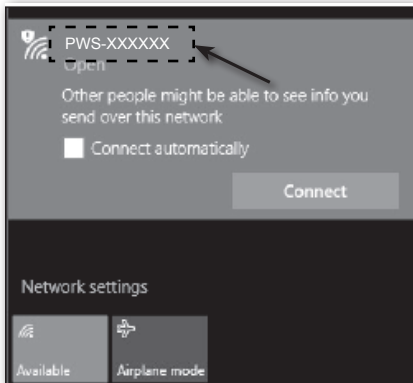 PWS-XXXXXX
Open
Other people might be able to see info you
send over this network
Connect automatically
Connect
Network settings
Available
Airplane mode